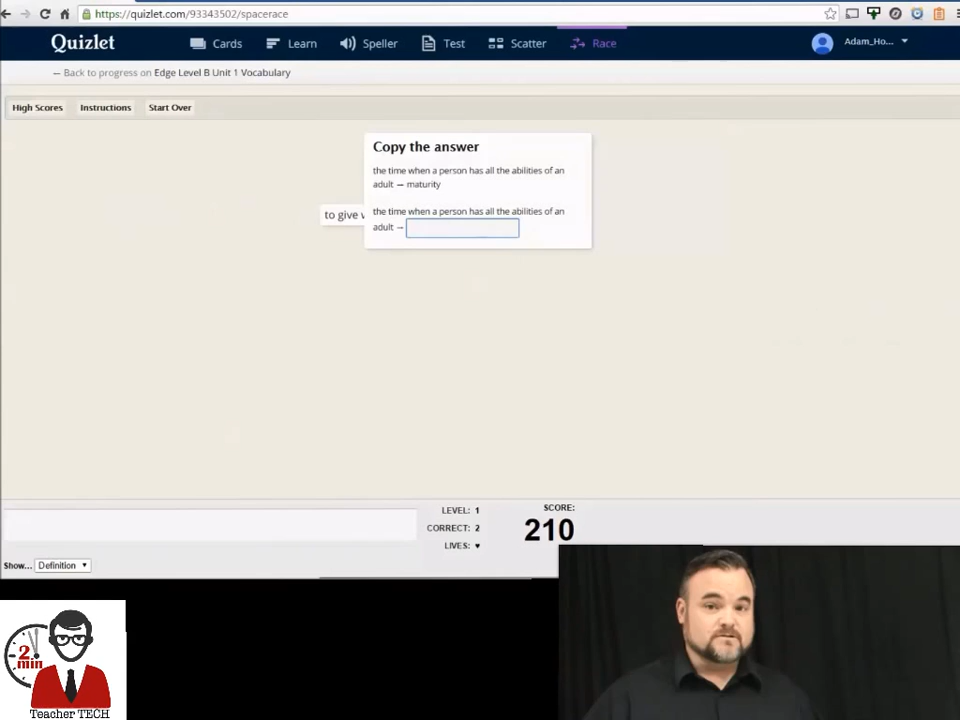 https://quizlet.com/93343502/spacerace
Quizlet Cards Learn Speller Test Scatter Race Adam_Ho...
— Back to progress on Edge Level B Unit 1 Vocabulary
High Scores Instructions Start Over
Copy the answer
the time when a person has all the abilities of an
adult — maturity
to give
the time when a person has all the abilities of an
adult —
LEVEL: 1
CORRECT: 2
LIVES: ♥
SCORE:
210
Show... Definition
2
min
Teacher TECH